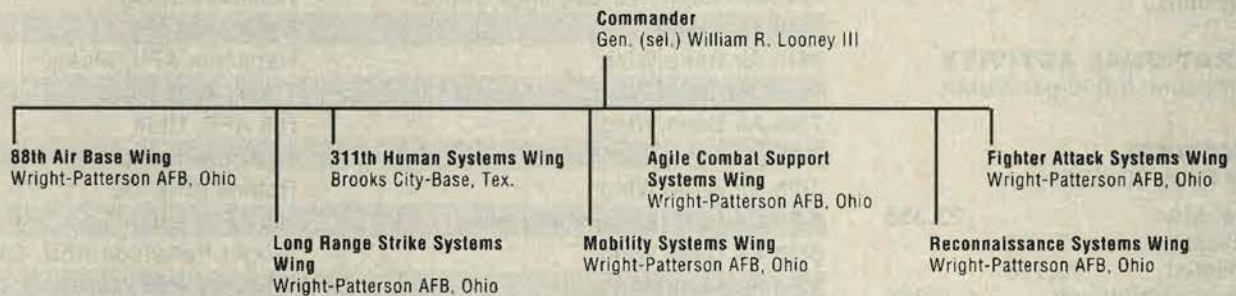 Commander
Gen. (sel.) William R. Looney III
88th Air Base Wing
Wright-Patterson AFB, Ohio
311th Human Systems Wing
Brooks City-Base, Tex.
Agile Combat Support
Systems Wing
Wright-Patterson AFB, Ohio
Fighter Attack Systems Wing
Wright-Patterson AFB, Ohio
Long Range Strike Systems
Wing
Wright-Patterson AFB, Ohio
Mobility Systems Wing
Wright-Patterson AFB, Ohio
Reconnaissance Systems Wing
Wright-Patterson AFB, Ohio